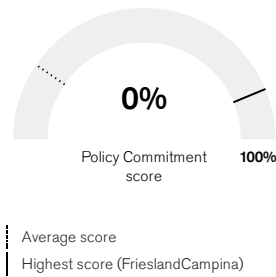 0%
Policy Commitment
score
100%
Average score
Highest score (FrieslandCampina)